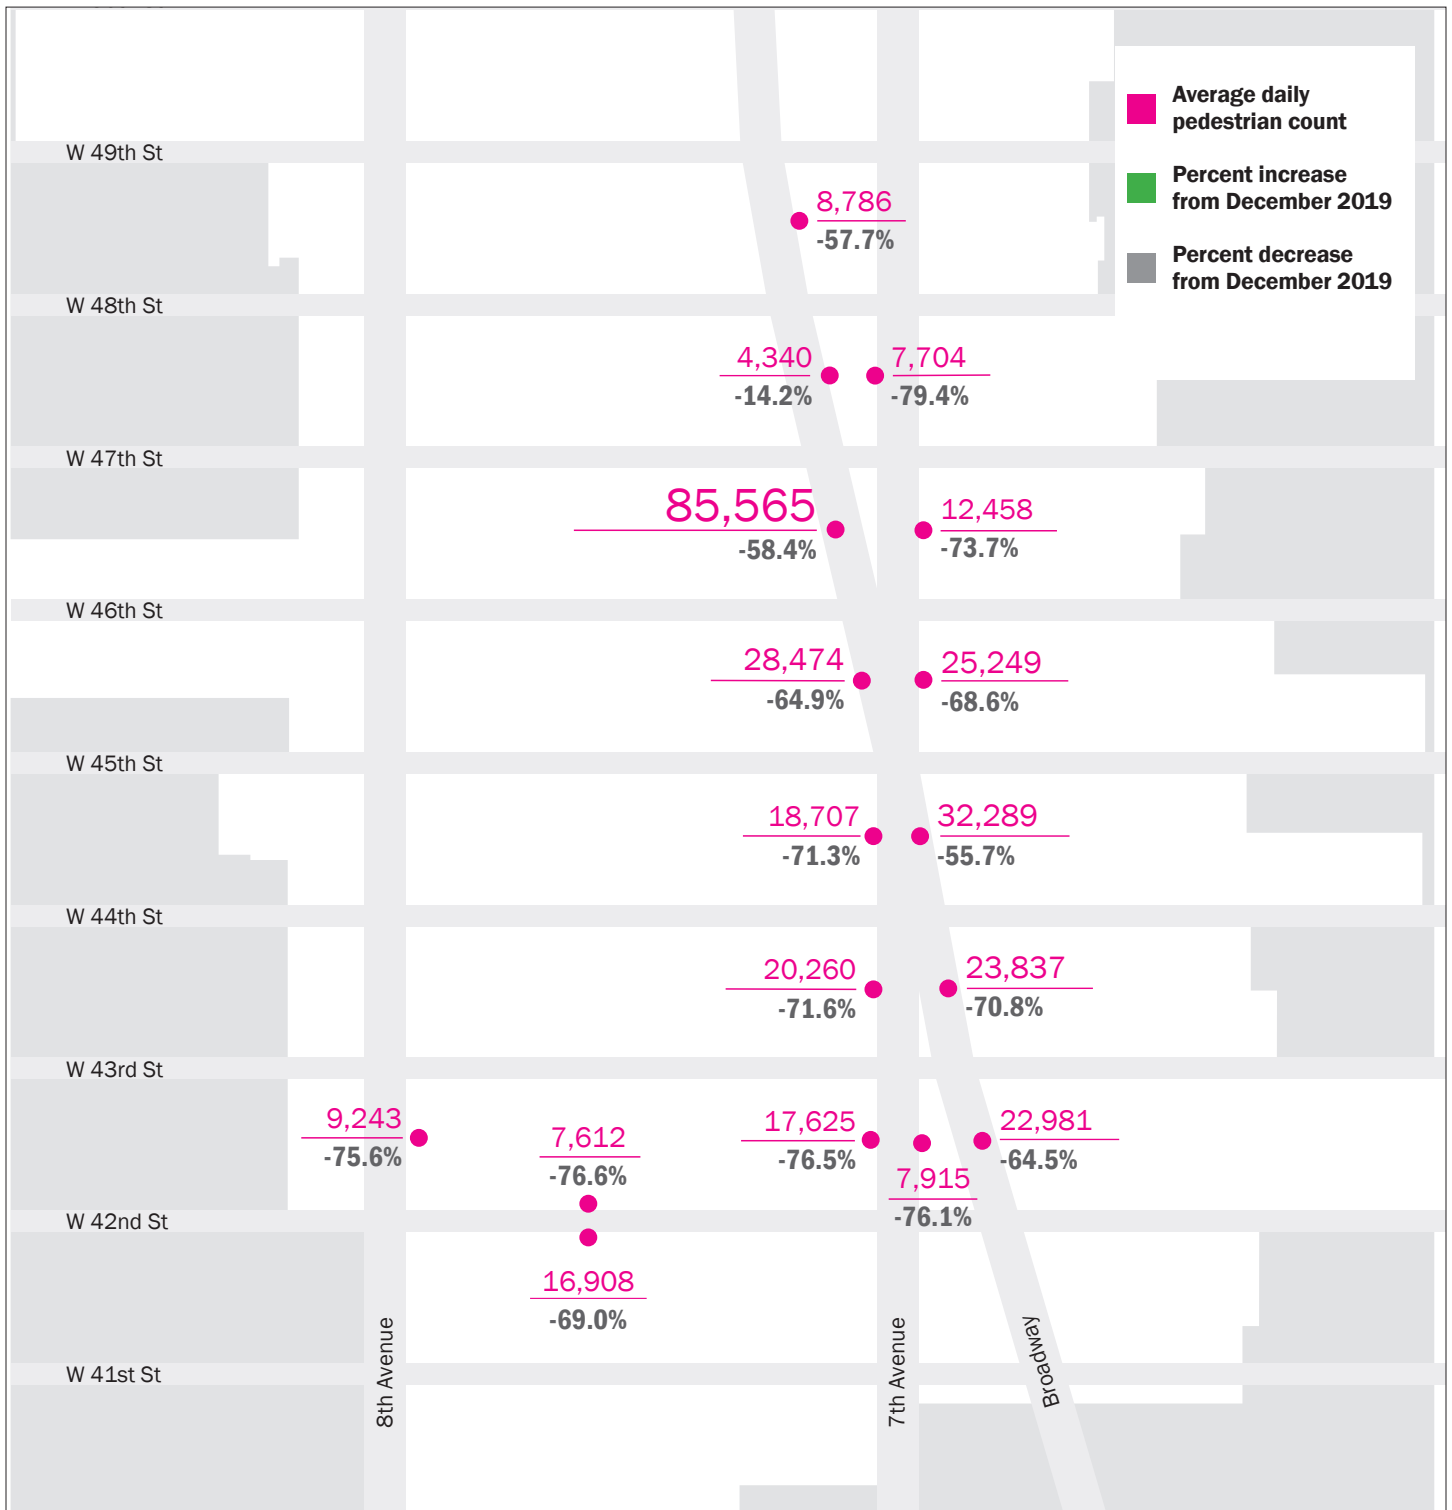 Average daily
pedestrian count
Percent increase
from December 2019
Percent decrease
from December 2019
W 49th St
8,786
-57.7%
W 48th St
4,340
-14.2%
7,704
-79.4%
W 47th St
85,565
-58.4%
12,458
-73.7%
W 46th St
28,474
-64.9%
25,249
-68.6%
W 45th St
18,707
-71.3%
32,289
-55.7%
W 44th St
20,260
-71.6%
23,837
-70.8%
W 43rd St
9,243
-75.6%
7,612
-76.6%
17,625
-76.5%
22,981
-64.5%
7,915
-76.1%
W 42nd St
16,908
-69.0%
W 41st St
8th Avenue
7th Avenue
Broadway